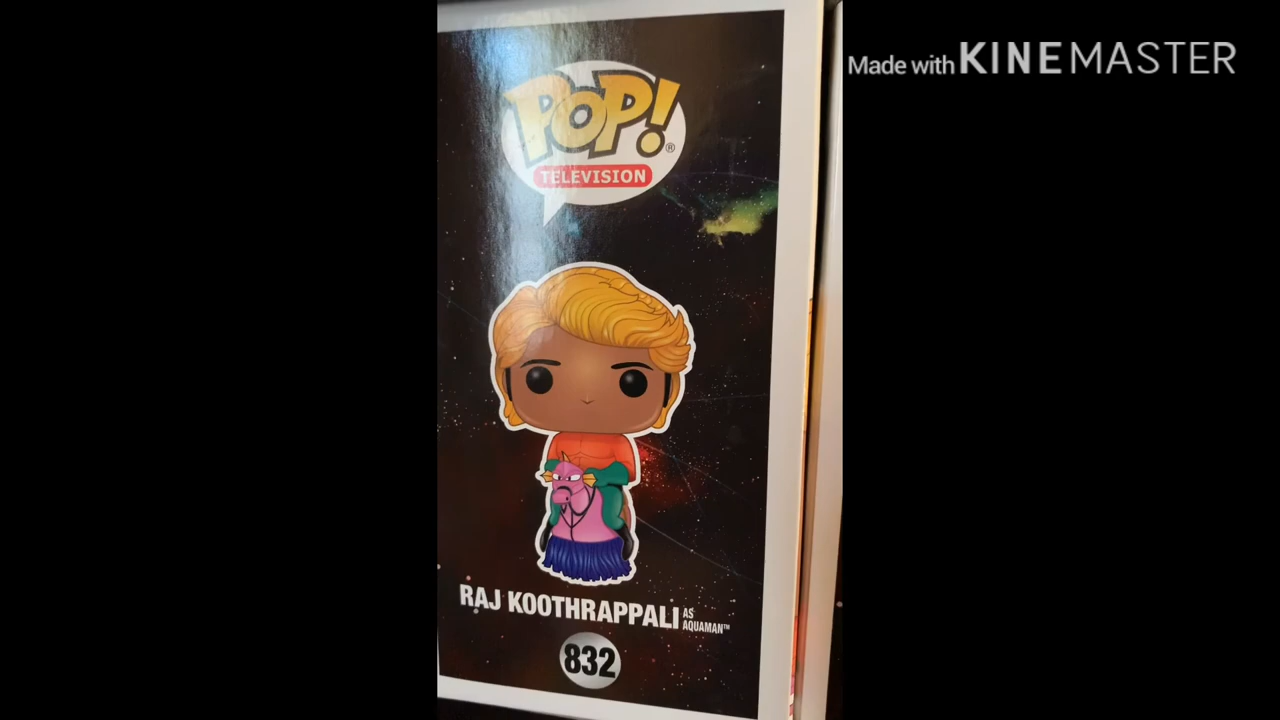 Made with KINEMASTER
POP!®
TELEVISION
RAJ KOOTHRAPPALI AS
AQUAMAN™
832